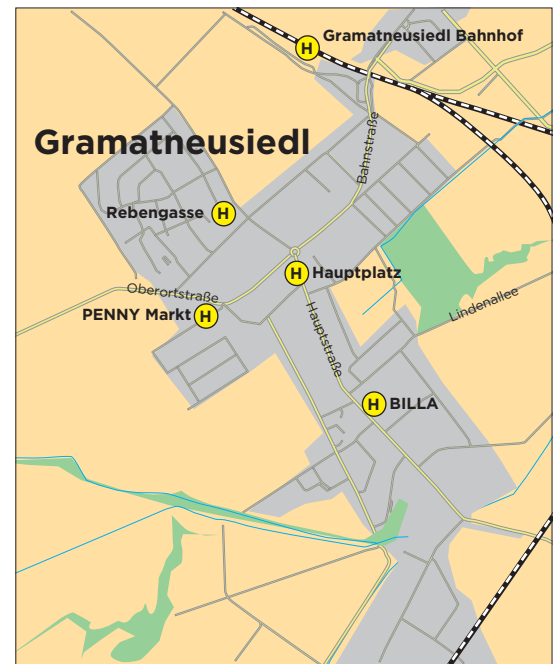 H Gramatneusiedl Bahnhof
Gramatneusiedl
Bahnstraße
Rebengasse H
H Hauptplatz
Oberortstraße
PENNY Markt H
Lindenallee
Hauptstraße
H BILLA